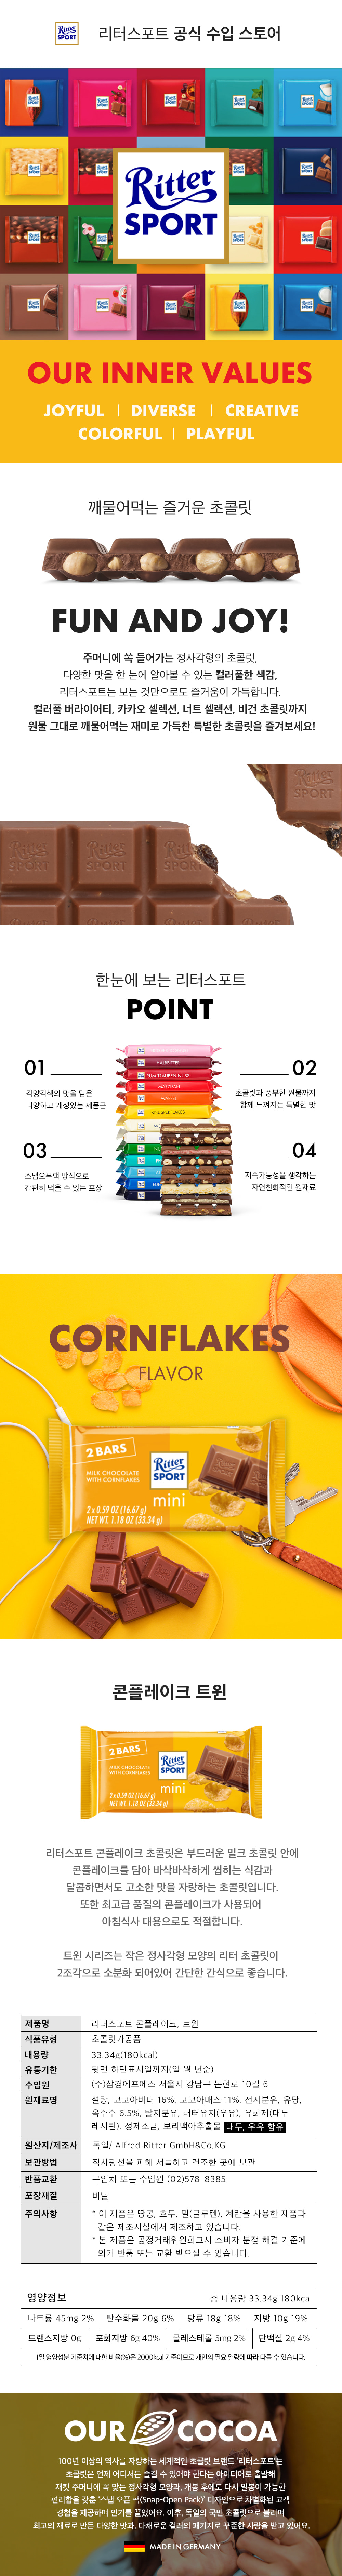 Ritter
SPORT
리터스포트 공식 수입 스토어
Ritter
SPORT
OUR INNER VALUES
JOYFUL | DIVERSE | CREATIVE
COLORFUL | PLAYFUL
깨물어먹는 즐거운 초콜릿
FUN AND JOY!
주머니에 쏙 들어가는 정사각형의 초콜릿,
다양한 맛을 한 눈에 알아볼 수 있는 컬러풀한 색감,
리터스포트는 보는 것만으로도 즐거움이 가득합니다.
컬러풀 버라이어티, 카카오 셀렉션, 너트 셀렉션, 비건 초콜릿까지
원물 그대로 깨물어먹는 재미로 가득찬 특별한 초콜릿을 즐겨보세요!
한눈에 보는 리터스포트
POINT
01
각양각색의 맛을 담은
다양하고 개성있는 제품군
02
초콜릿과 풍부한 원물까지
함께 느껴지는 특별한 맛
03
스냅오픈팩 방식으로
간편히 먹을 수 있는 포장
04
지속가능성을 생각하는
자연친화적인 원재료
HALBBITTER
RUM TRAUBEN NUSS
MARZIPAN
WAFFEL
KNUSPERFLAKES
CORNFLAKES
FLAVOR
2 BARS
MILK CHOCOLATE
WITH CORNFLAKES
Ritter
SPORT
mini
2 x 0.59 OZ (16.67 g)
NET WT. 1.18 OZ (33.34 g)
콘플레이크 트윈
2 BARS
MILK CHOCOLATE
WITH CORNFLAKES
Ritter
SPORT
mini
2 x 0.59 OZ (16.67 g)
NET WT. 1.18 OZ (33.34 g)
리터스포트 콘플레이크 초콜릿은 부드러운 밀크 초콜릿 안에
콘플레이크를 담아 바삭바삭하게 씹히는 식감과
달콤하면서도 고소한 맛을 자랑하는 초콜릿입니다.
또한 최고급 품질의 콘플레이크가 사용되어
아침식사 대용으로도 적절합니다.
트윈 시리즈는 작은 정사각형 모양의 리터 초콜릿이
2조각으로 소분화 되어있어 간단한 간식으로 좋습니다.
제품명 리터스포트 콘플레이크, 트윈
식품유형 초콜릿가공품
내용량 33.34g(180kcal)
유통기한 뒷면 하단표시일까지(일 월 년순)
수입원 (주)삼경에프에스 서울시 강남구 논현로 10길 6
원재료명 설탕, 코코아버터 16%, 코코아매스 11%, 전지분유, 유당,
옥수수 6.5%, 탈지분유, 버터유지(우유), 유화제(대두
레시틴), 정제소금, 보리맥아추출물 대두, 우유 함유
원산지/제조사 독일/ Alfred Ritter GmbH&Co.KG
보관방법 직사광선을 피해 서늘하고 건조한 곳에 보관
반품교환 구입처 또는 수입원 (02)578-8385
포장재질 비닐
주의사항 * 이 제품은 땅콩, 호두, 밀(글루텐), 계란을 사용한 제품과
같은 제조시설에서 제조하고 있습니다.
* 본 제품은 공정거래위원회고시 소비자 분쟁 해결 기준에
의거 반품 또는 교환 받으실 수 있습니다.
영양정보 총 내용량 33.34g 180kcal
나트륨 45mg 2% 탄수화물 20g 6% 당류 18g 18% 지방 10g 19%
트랜스지방 0g 포화지방 6g 40% 콜레스테롤 5mg 2% 단백질 2g 4%
1일 영양성분 기준치에 대한 비율(%)은 2000kcal 기준이므로 개인의 필요 열량에 따라 다를 수 있습니다.
OUR COCOA
100년 이상의 역사를 자랑하는 세계적인 초콜릿 브랜드 '리터스포트'는
초콜릿은 언제 어디서든 즐길 수 있어야 한다는 아이디어로 출발해
재킷 주머니에 꼭 맞는 정사각형 모양과, 개봉 후에도 다시 밀봉이 가능한
편리함을 갖춘 '스냅 오픈 팩(Snap-Open Pack)' 디자인으로 차별화된 고객
경험을 제공하며 인기를 끌었어요. 이후, 독일의 국민 초콜릿으로 불리며
최고의 재료로 만든 다양한 맛과, 다채로운 컬러의 패키지로 꾸준한 사랑을 받고 있어요.
MADE IN GERMANY